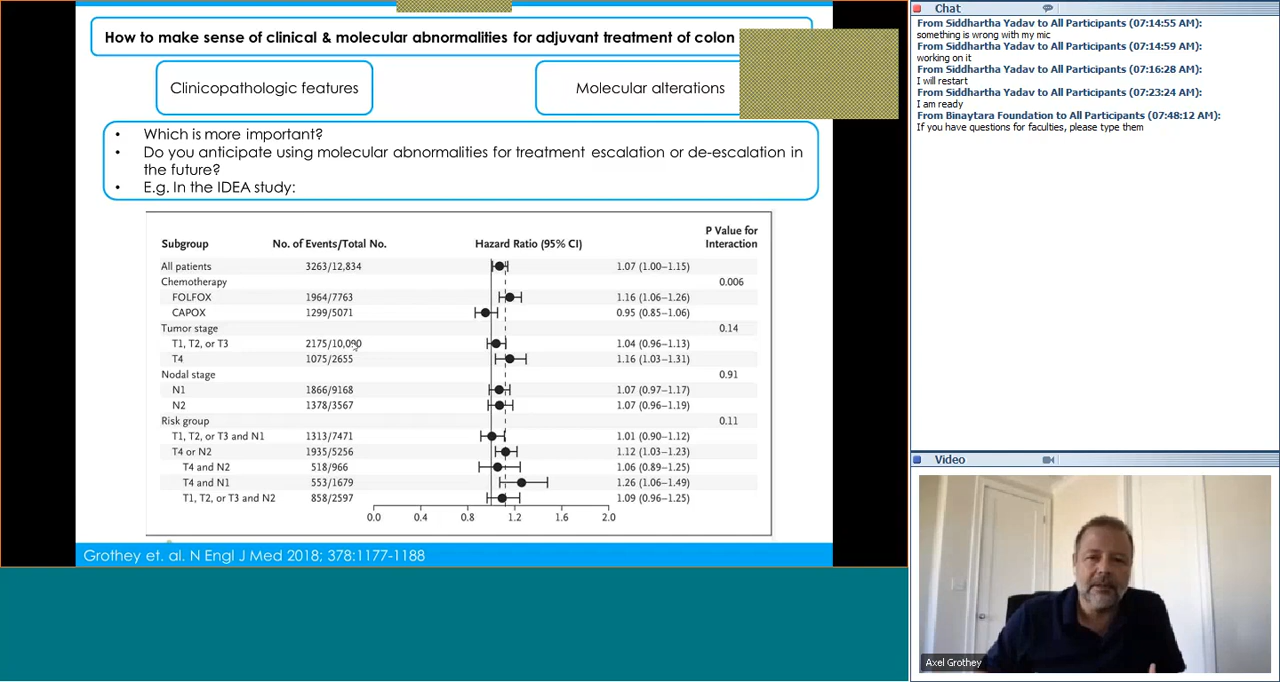 How to make sense of clinical & molecular abnormalities for adjuvant treatment of colon
Clinicopathologic features
Molecular alterations
• Which is more important?
• Do you anticipate using molecular abnormalities for treatment escalation or de-escalation in
the future?
• E.g. In the IDEA study:
P Value for
Subgroup No. of Events/Total No. Hazard Ratio (95% CI) Interaction
All patients 3263/12,834 1.07 (1.00–1.15)
Chemotherapy 0.006
FOLFOX 1964/7763 1.16 (1.06–1.26)
CAPOX 1299/5071 0.95 (0.85–1.06)
Tumor stage 0.14
T1, T2, or T3 2175/10,090 1.04 (0.96–1.13)
T4 1075/2655 1.16 (1.03–1.31)
Nodal stage 0.91
N1 1866/9168 1.07 (0.97–1.17)
N2 1378/3567 1.07 (0.96–1.19)
Risk group 0.11
T1, T2, or T3 and N1 1313/7471 1.01 (0.90–1.12)
T4 or N2 1935/5256 1.12 (1.03–1.23)
T4 and N2 518/966 1.06 (0.89–1.25)
T4 and N1 553/1679 1.26 (1.06–1.49)
T1, T2, or T3 and N2 858/2597 1.09 (0.96–1.25)
0.0 0.4 0.8 1.2 1.6 2.0
Grothey et. al. N Engl J Med 2018; 378:1177-1188
Chat
From Siddhartha Yadav to All Participants (07:14:55 AM):
something is wrong with my mic
From Siddhartha Yadav to All Participants (07:14:59 AM):
working on it
From Siddhartha Yadav to All Participants (07:16:28 AM):
I will restart
From Siddhartha Yadav to All Participants (07:23:24 AM):
I am ready
From Binaytara Foundation to All Participants (07:48:12 AM):
If you have questions for faculties, please type them
Video
Axel Grothey